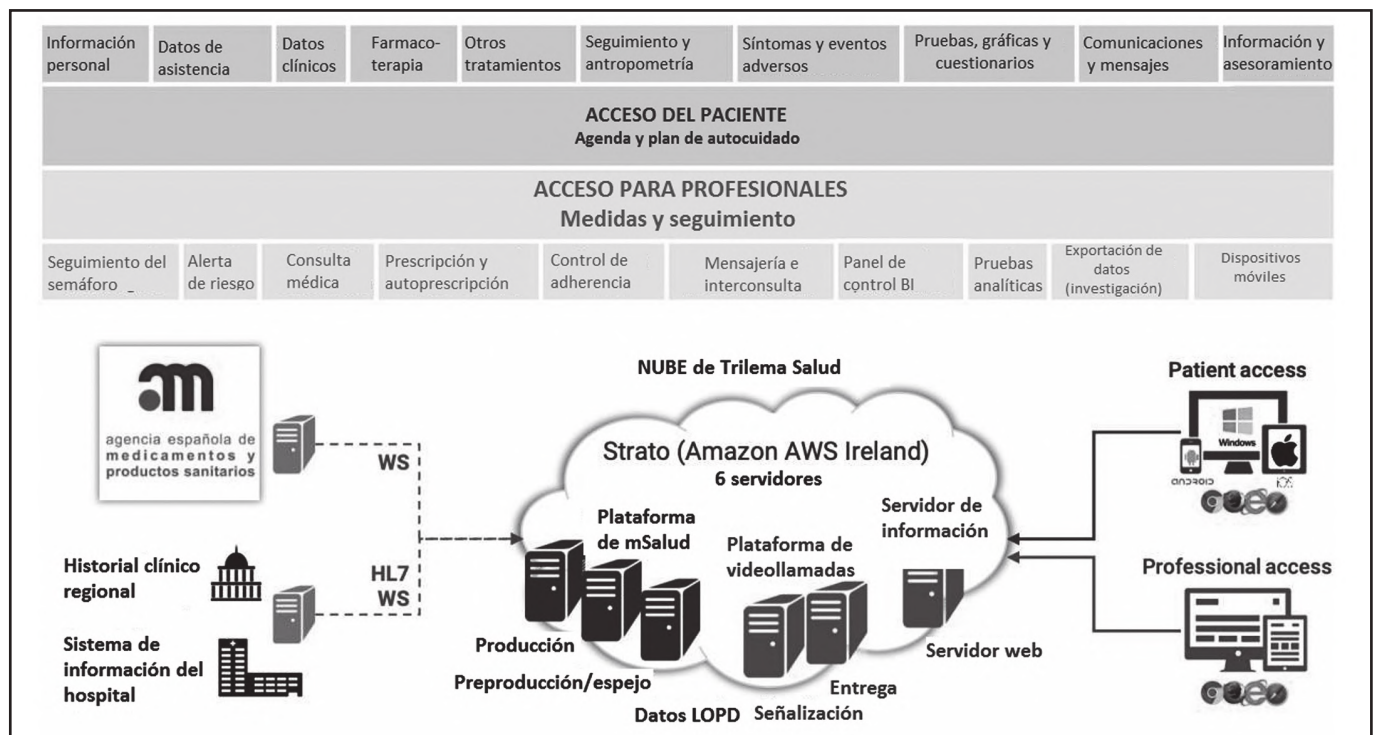 Información personal
Datos de asistencia
Datos clínicos
Farmaco-terapia
Otros tratamientos
Seguimiento y antropometría
Síntomas y eventos adversos
Pruebas, gráficas y cuestionarios
Comunicaciones y mensajes
Información y asesoramiento
ACCESO DEL PACIENTE
Agenda y plan de autocuidado
ACCESO PARA PROFESIONALES
Medidas y seguimiento
Seguimiento del semáforo
Alerta de riesgo
Consulta médica
Prescripción y autoprescripción
Control de adherencia
Mensajería e interconsulta
Panel de control BI
Pruebas analíticas
Exportación de datos (investigación)
Dispositivos móviles
am
agencia española de
medicamentos y
productos sanitarios
WS
Historial clínico
regional
HL7
WS
Sistema de
información del
hospital
NUBE de Trilema Salud
Strato (Amazon AWS Ireland)
6 servidores
Plataforma
de mSalud
Plataforma de
videollamadas
Servidor de
información
Producción
Preproducción/espejo
Datos LOPD
Señalización
Entrega
Servidor web
Patient access
Windows
ANDROID
iOS
Professional access